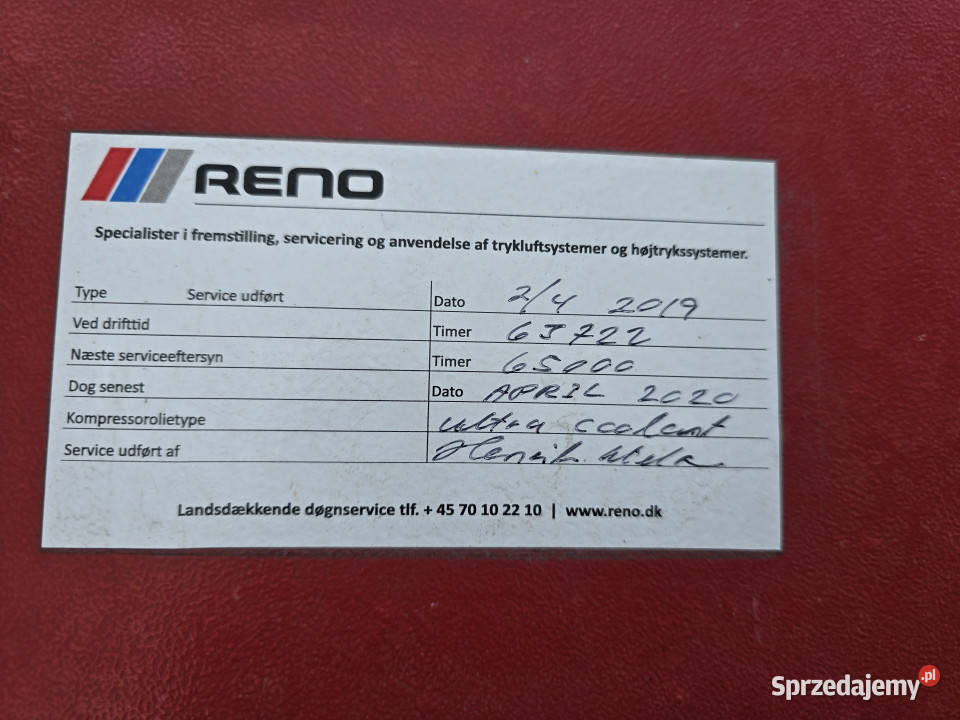 RENO
Specialister i fremstilling, servicering og anvendelse af trykluftsystemer og højtrykssystemer.
Type Service udført Dato 2/4 2019
Ved drifttid Timer 63722
Næste serviceeftersyn Timer 65000
Dog senest Dato APRIL 2020
Kompressorolietype ultra coolant
Service udført af Henrik
Landsdækkende døgnservice tlf. + 45 70 10 22 10 | www.reno.dk
Sprzedajemy.pl